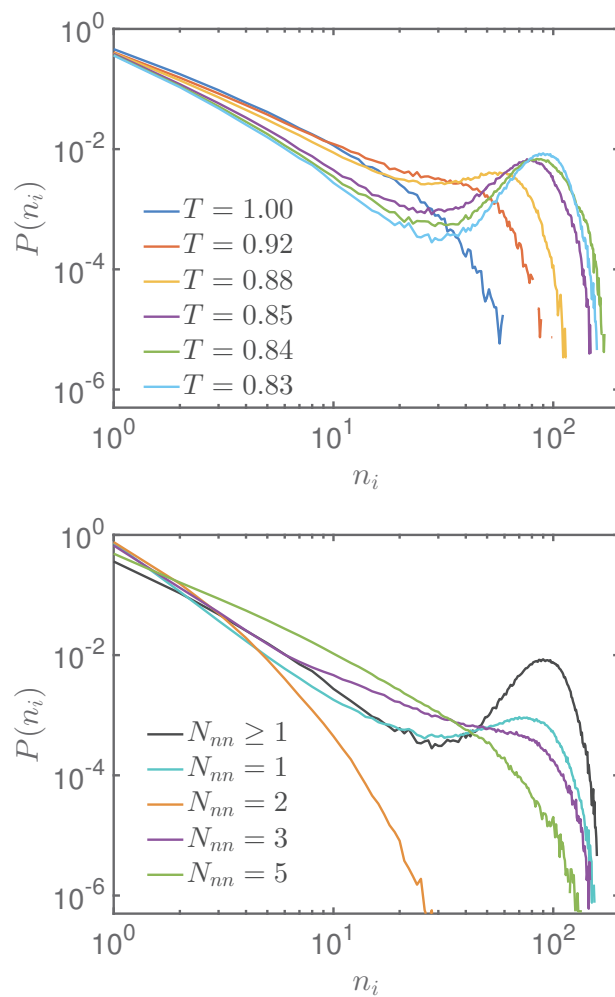 10^0
10^-2
10^-4
10^-6
P(n_i)
T = 1.00
T = 0.92
T = 0.88
T = 0.85
T = 0.84
T = 0.83
10^0 10^1 10^2
n_i
10^0
10^-2
10^-4
10^-6
P(n_i)
N_nn ≥ 1
N_nn = 1
N_nn = 2
N_nn = 3
N_nn = 5
10^0 10^1 10^2
n_i